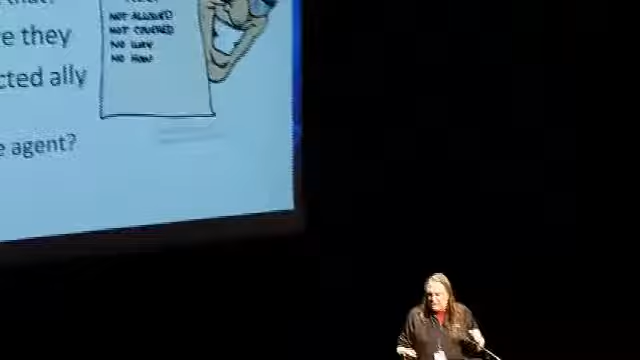 e they
cted ally
e agent?
NOT ALLOWED
NOT COVERED
NO WAY
NO HOW!